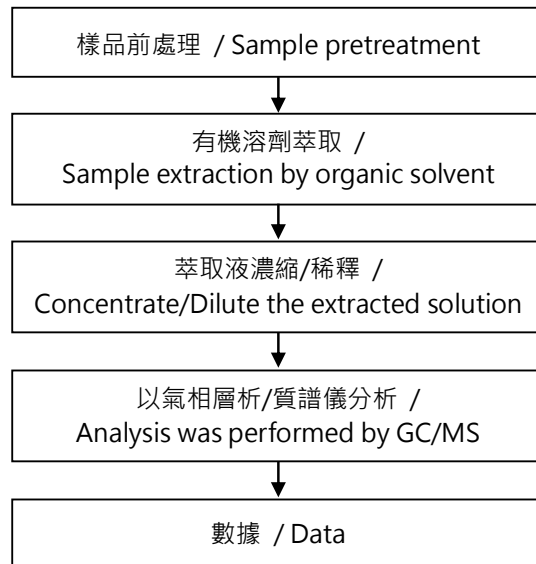 樣品前處理 / Sample pretreatment
有機溶劑萃取 /
Sample extraction by organic solvent
萃取液濃縮/稀釋 /
Concentrate/Dilute the extracted solution
以氣相層析/質譜儀分析 /
Analysis was performed by GC/MS
數據 / Data